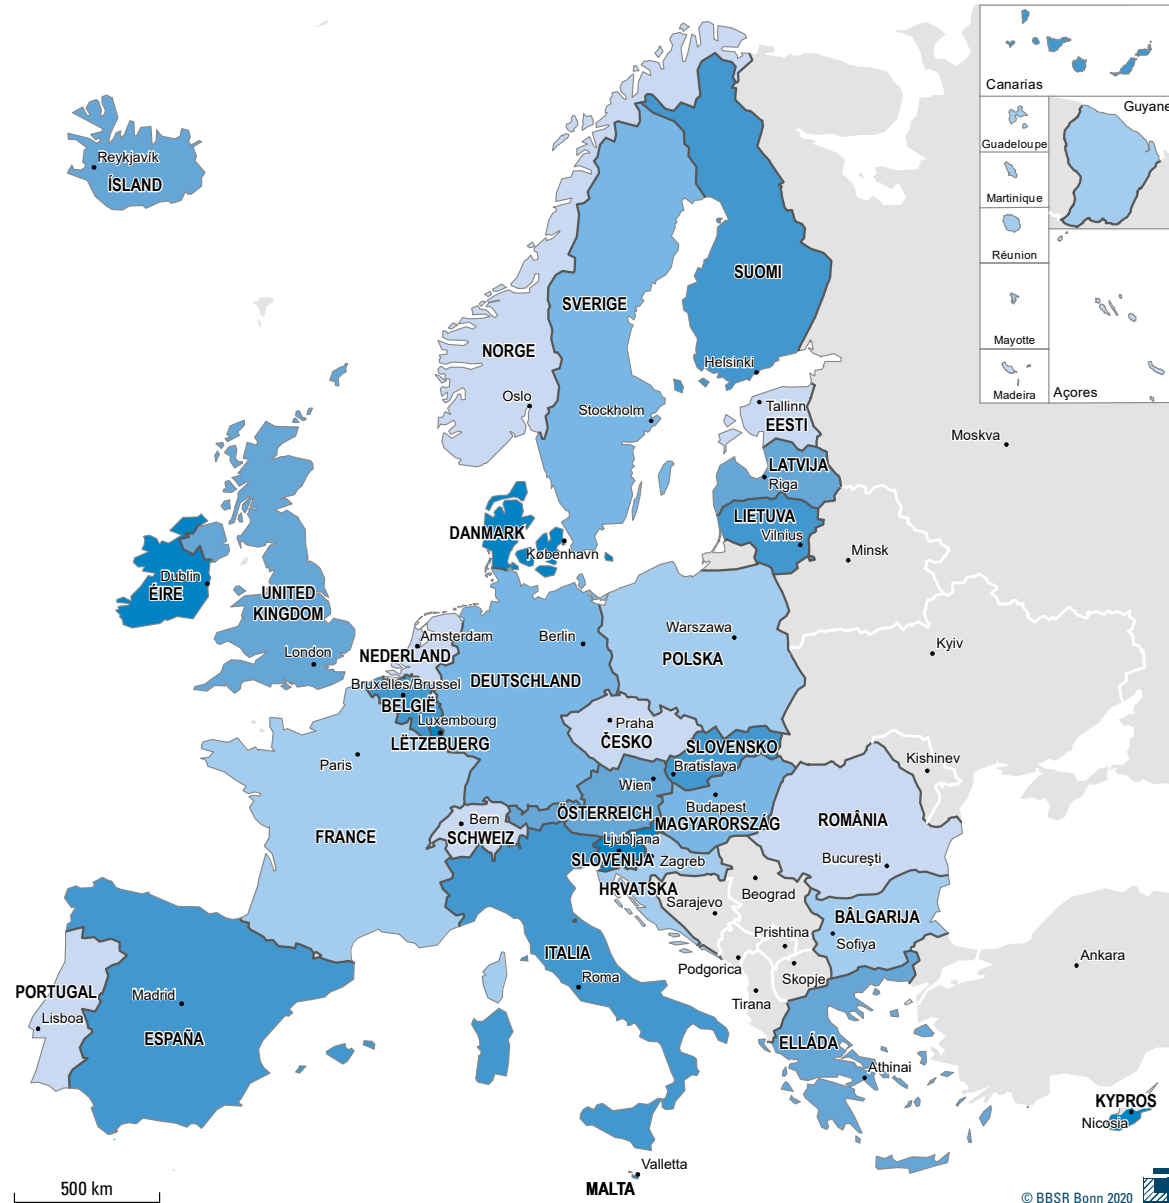 Canarias
Guyane
Guadeloupe
Martinique
Réunion
Mayotte
Madeira
Açores
Reykjavík
ÍSLAND
SUOMI
SVERIGE
NORGE
Helsinki
Oslo
Stockholm
Tallinn
EESTI
Moskva
LATVIJA
Riga
LIETUVA
Vilnius
DANMARK
København
Minsk
Dublin
ÉIRE
UNITED
KINGDOM
London
Amsterdam
NEDERLAND
Berlin
Warszawa
POLSKA
Kyiv
Bruxelles/Brussel
BELGIË
DEUTSCHLAND
Luxembourg
LËTZEBUERG
Praha
ČESKO
SLOVENSKO
Bratislava
Paris
Wien
Kishinev
Budapest
ÖSTERREICH
MAGYARORSZÁG
Bern
SCHWEIZ
FRANCE
ROMÂNIA
Ljubljana
SLOVENIJA
Zagreb
Bucureşti
HRVATSKA
Sarajevo
Beograd
BÂLGARIJA
Prishtina
Sofiya
ITALIA
Ankara
Podgorica
Skopje
Roma
PORTUGAL
Madrid
Tirana
Lisboa
ESPAÑA
ELLÁDA
Athinai
KYPROS
Nicosia
Valletta
MALTA
500 km
© BBSR Bonn 2020